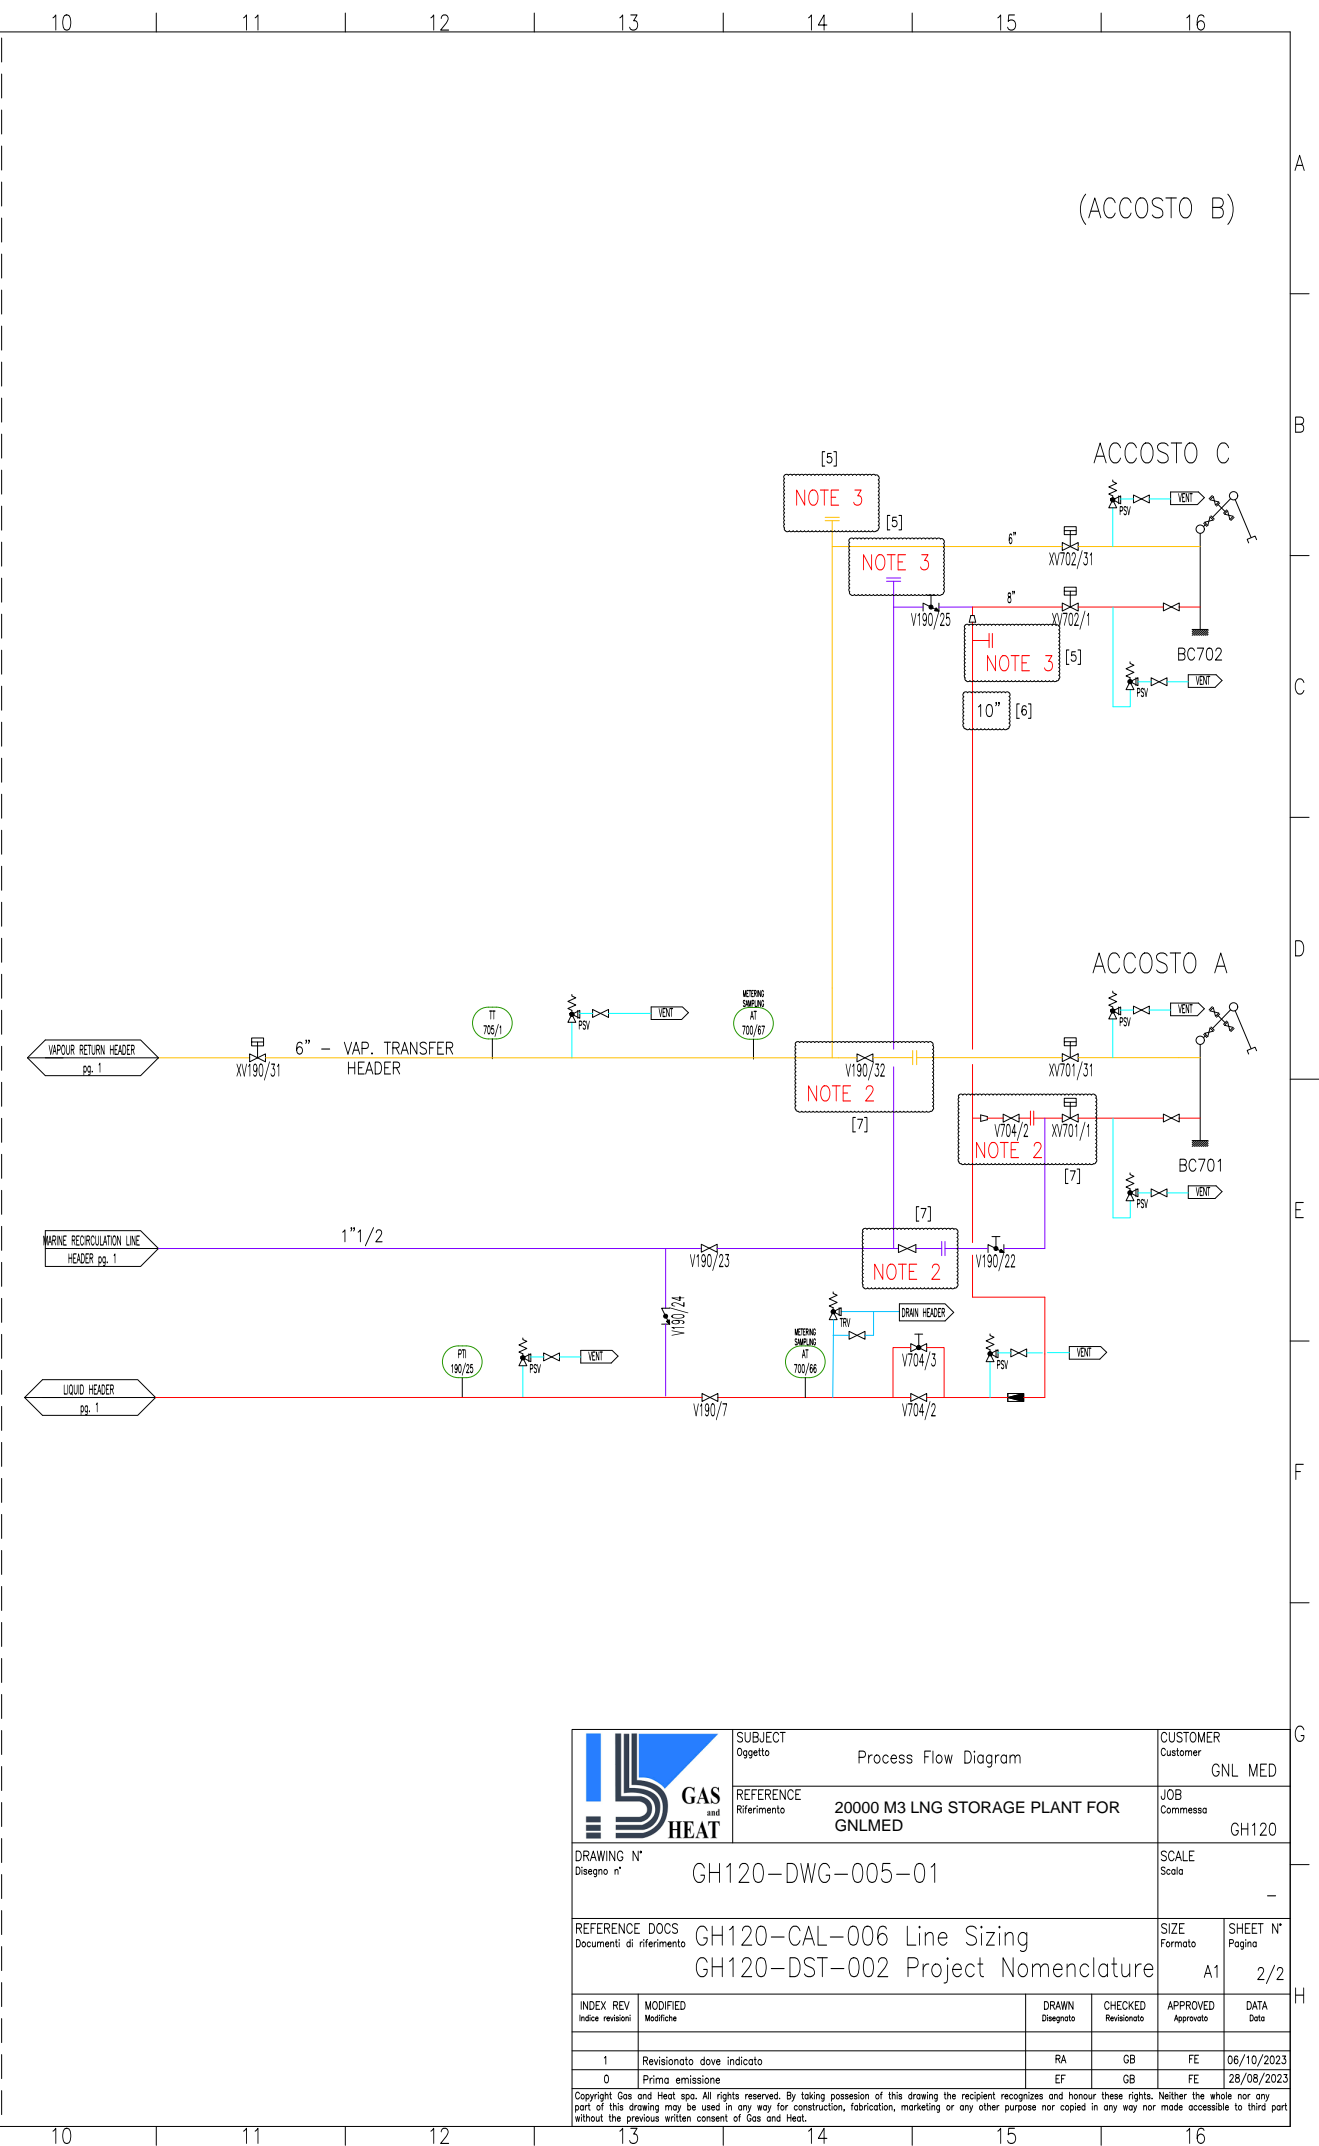 10 11 12 13 14 15 16
A
(ACCOSTO B)
B
ACCOSTO C
[5]
NOTE 3
VENT
PSV
[5]
6"
XV702/31
NOTE 3
8"
V190/25
XV702/1
NOTE 3
[5]
BC702
VENT
PSV
C
10"
[6]
D
ACCOSTO A
METERING
SAMPLING
AT
700/67
TT
705/1
VENT
PSV
VENT
PSV
VAPOUR RETURN HEADER
pg. 1
XV190/31
6" - VAP. TRANSFER
HEADER
V190/32
XV701/31
NOTE 2
[7]
V704/2
XV701/1
NOTE 2
[7]
BC701
VENT
PSV
E
[7]
1"1/2
MARINE RECIRCULATION LINE
HEADER pg. 1
V190/23
V190/22
NOTE 2
V190/24
DRAIN HEADER
TRV
METERING
SAMPLING
AT
700/66
PTI
190/25
VENT
PSV
V704/3
VENT
PSV
LIQUID HEADER
pg. 1
V190/7
V704/2
F
G
GAS
and
HEAT
SUBJECT
Oggetto
Process Flow Diagram
CUSTOMER
Customer
GNL MED
REFERENCE
Riferimento
20000 M3 LNG STORAGE PLANT FOR
GNLMED
JOB
Commessa
GH120
DRAWING N°
Disegno n°
GH120-DWG-005-01
SCALE
Scala
-
REFERENCE DOCS
Documenti di riferimento
GH120-CAL-006 Line Sizing
GH120-DST-002 Project Nomenclature
SIZE
Formato
A1
SHEET N°
Pagina
2/2
H
INDEX REV MODIFIED DRAWN CHECKED APPROVED DATA
Indice revisioni Modifiche Disegnato Revisionato Approvato Data
1 Revisionato dove indicato RA GB FE 06/10/2023
0 Prima emissione EF GB FE 28/08/2023
Copyright Gas and Heat spa. All rights reserved. By taking possesion of this drawing the recipient recognizes and honour these rights. Neither the whole nor any
part of this drawing may be used in any way for construction, fabrication, marketing or any other purpose nor copied in any way nor made accessible to third part
without the previous written consent of Gas and Heat.
10 11 12 13 14 15 16